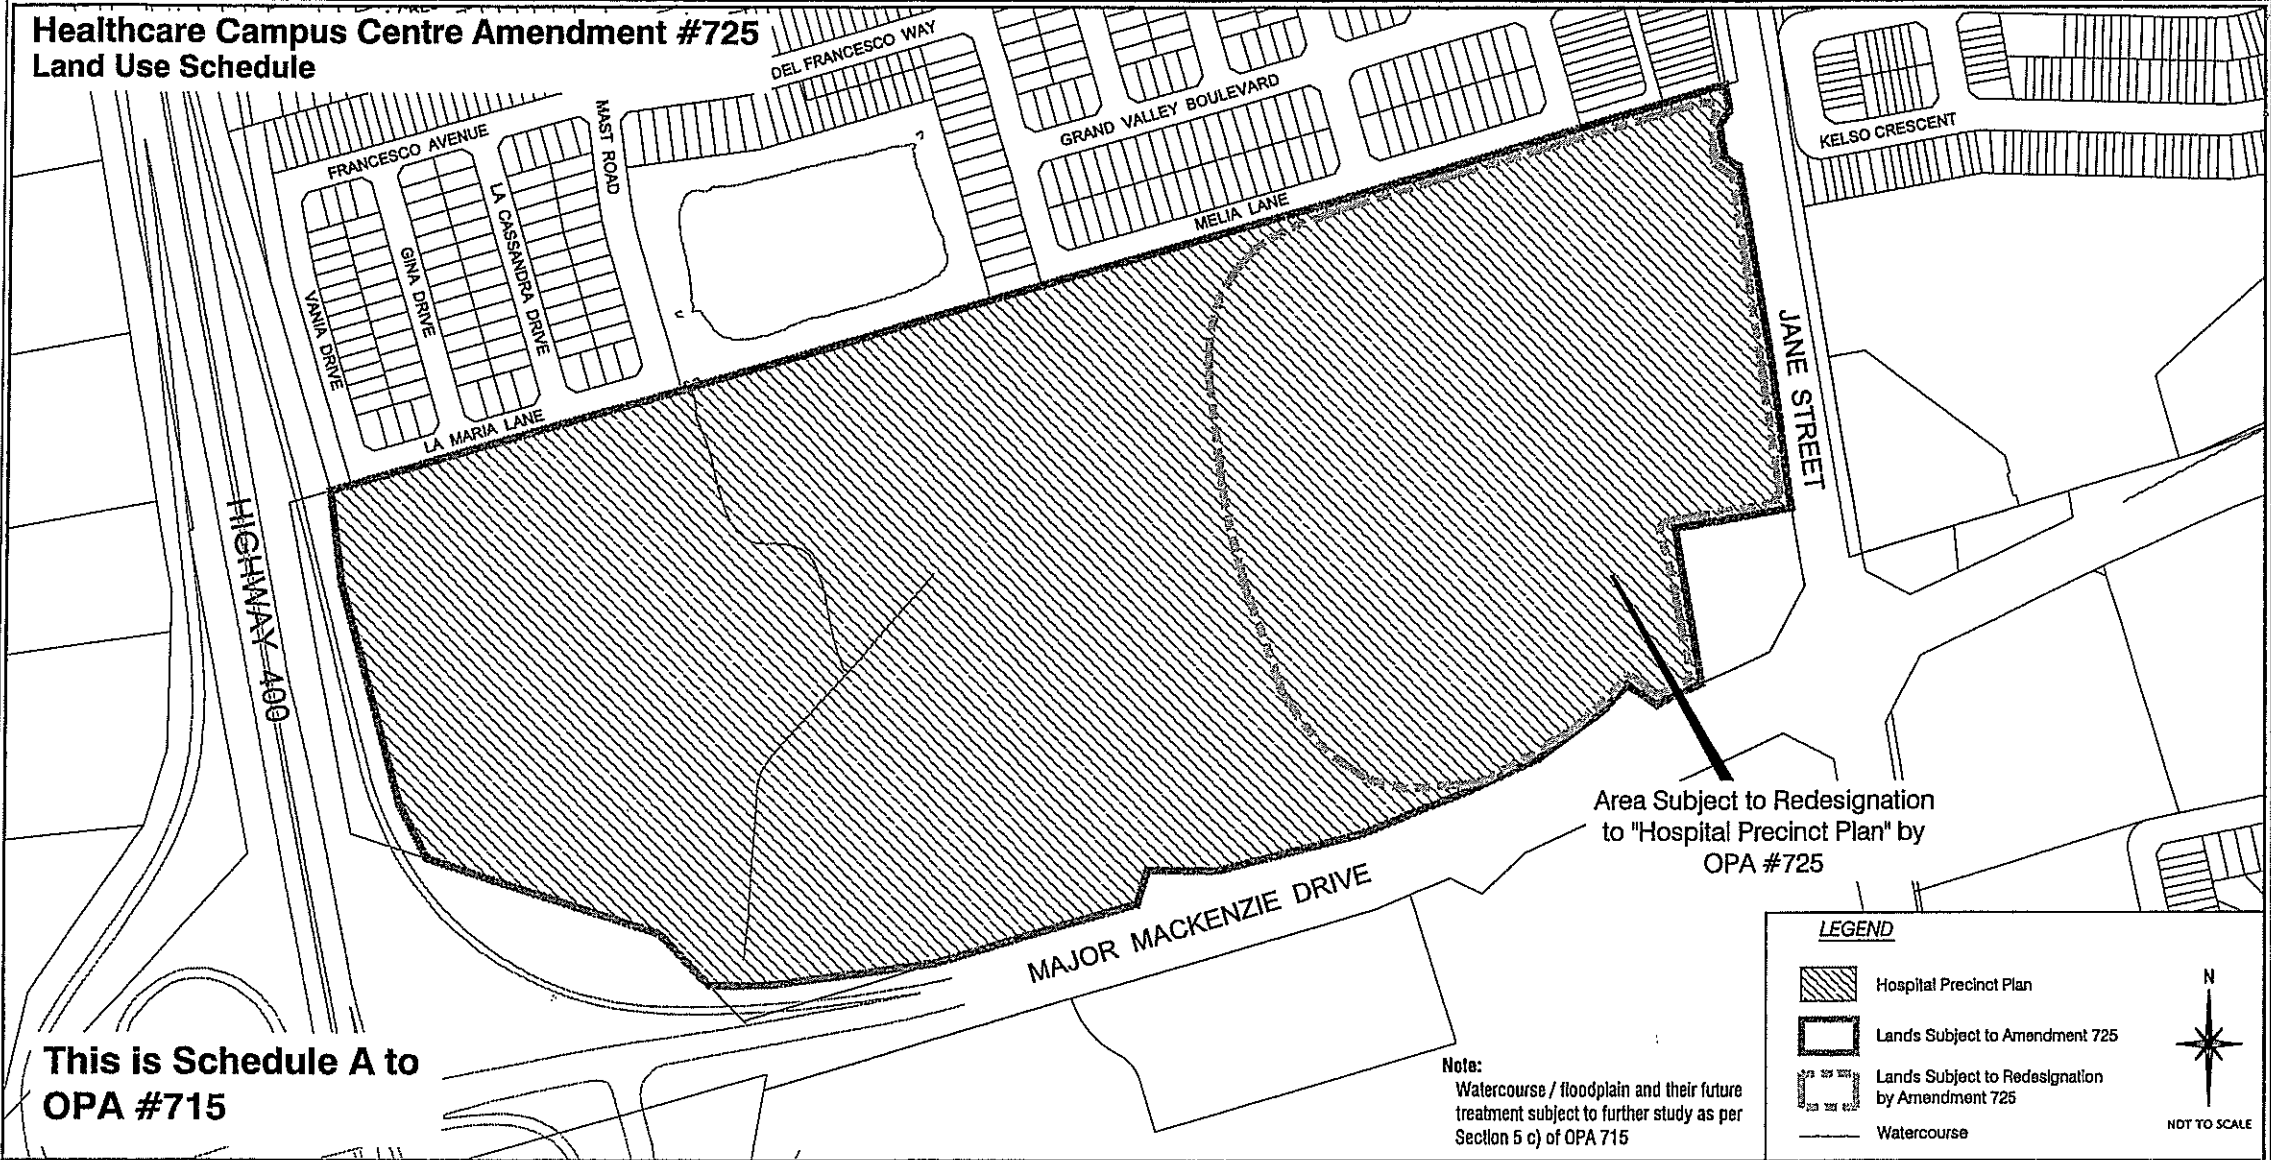 Healthcare Campus Centre Amendment #725
Land Use Schedule
DEL FRANCESCO WAY
FRANCESCO AVENUE
MAST ROAD
GRAND VALLEY BOULEVARD
KELSO CRESCENT
LA CASSANDRA DRIVE
GINA DRIVE
VANIA DRIVE
MELIA LANE
LA MARIA LANE
JANE STREET
HIGHWAY 400
MAJOR MACKENZIE DRIVE
Area Subject to Redesignation
to "Hospital Precinct Plan" by
OPA #725
This is Schedule A to
OPA #715
Note:
Watercourse / floodplain and their future
treatment subject to further study as per
Section 5 c) of OPA 715
LEGEND
Hospital Precinct Plan
Lands Subject to Amendment 725
Lands Subject to Redesignation
by Amendment 725
Watercourse
N
NOT TO SCALE